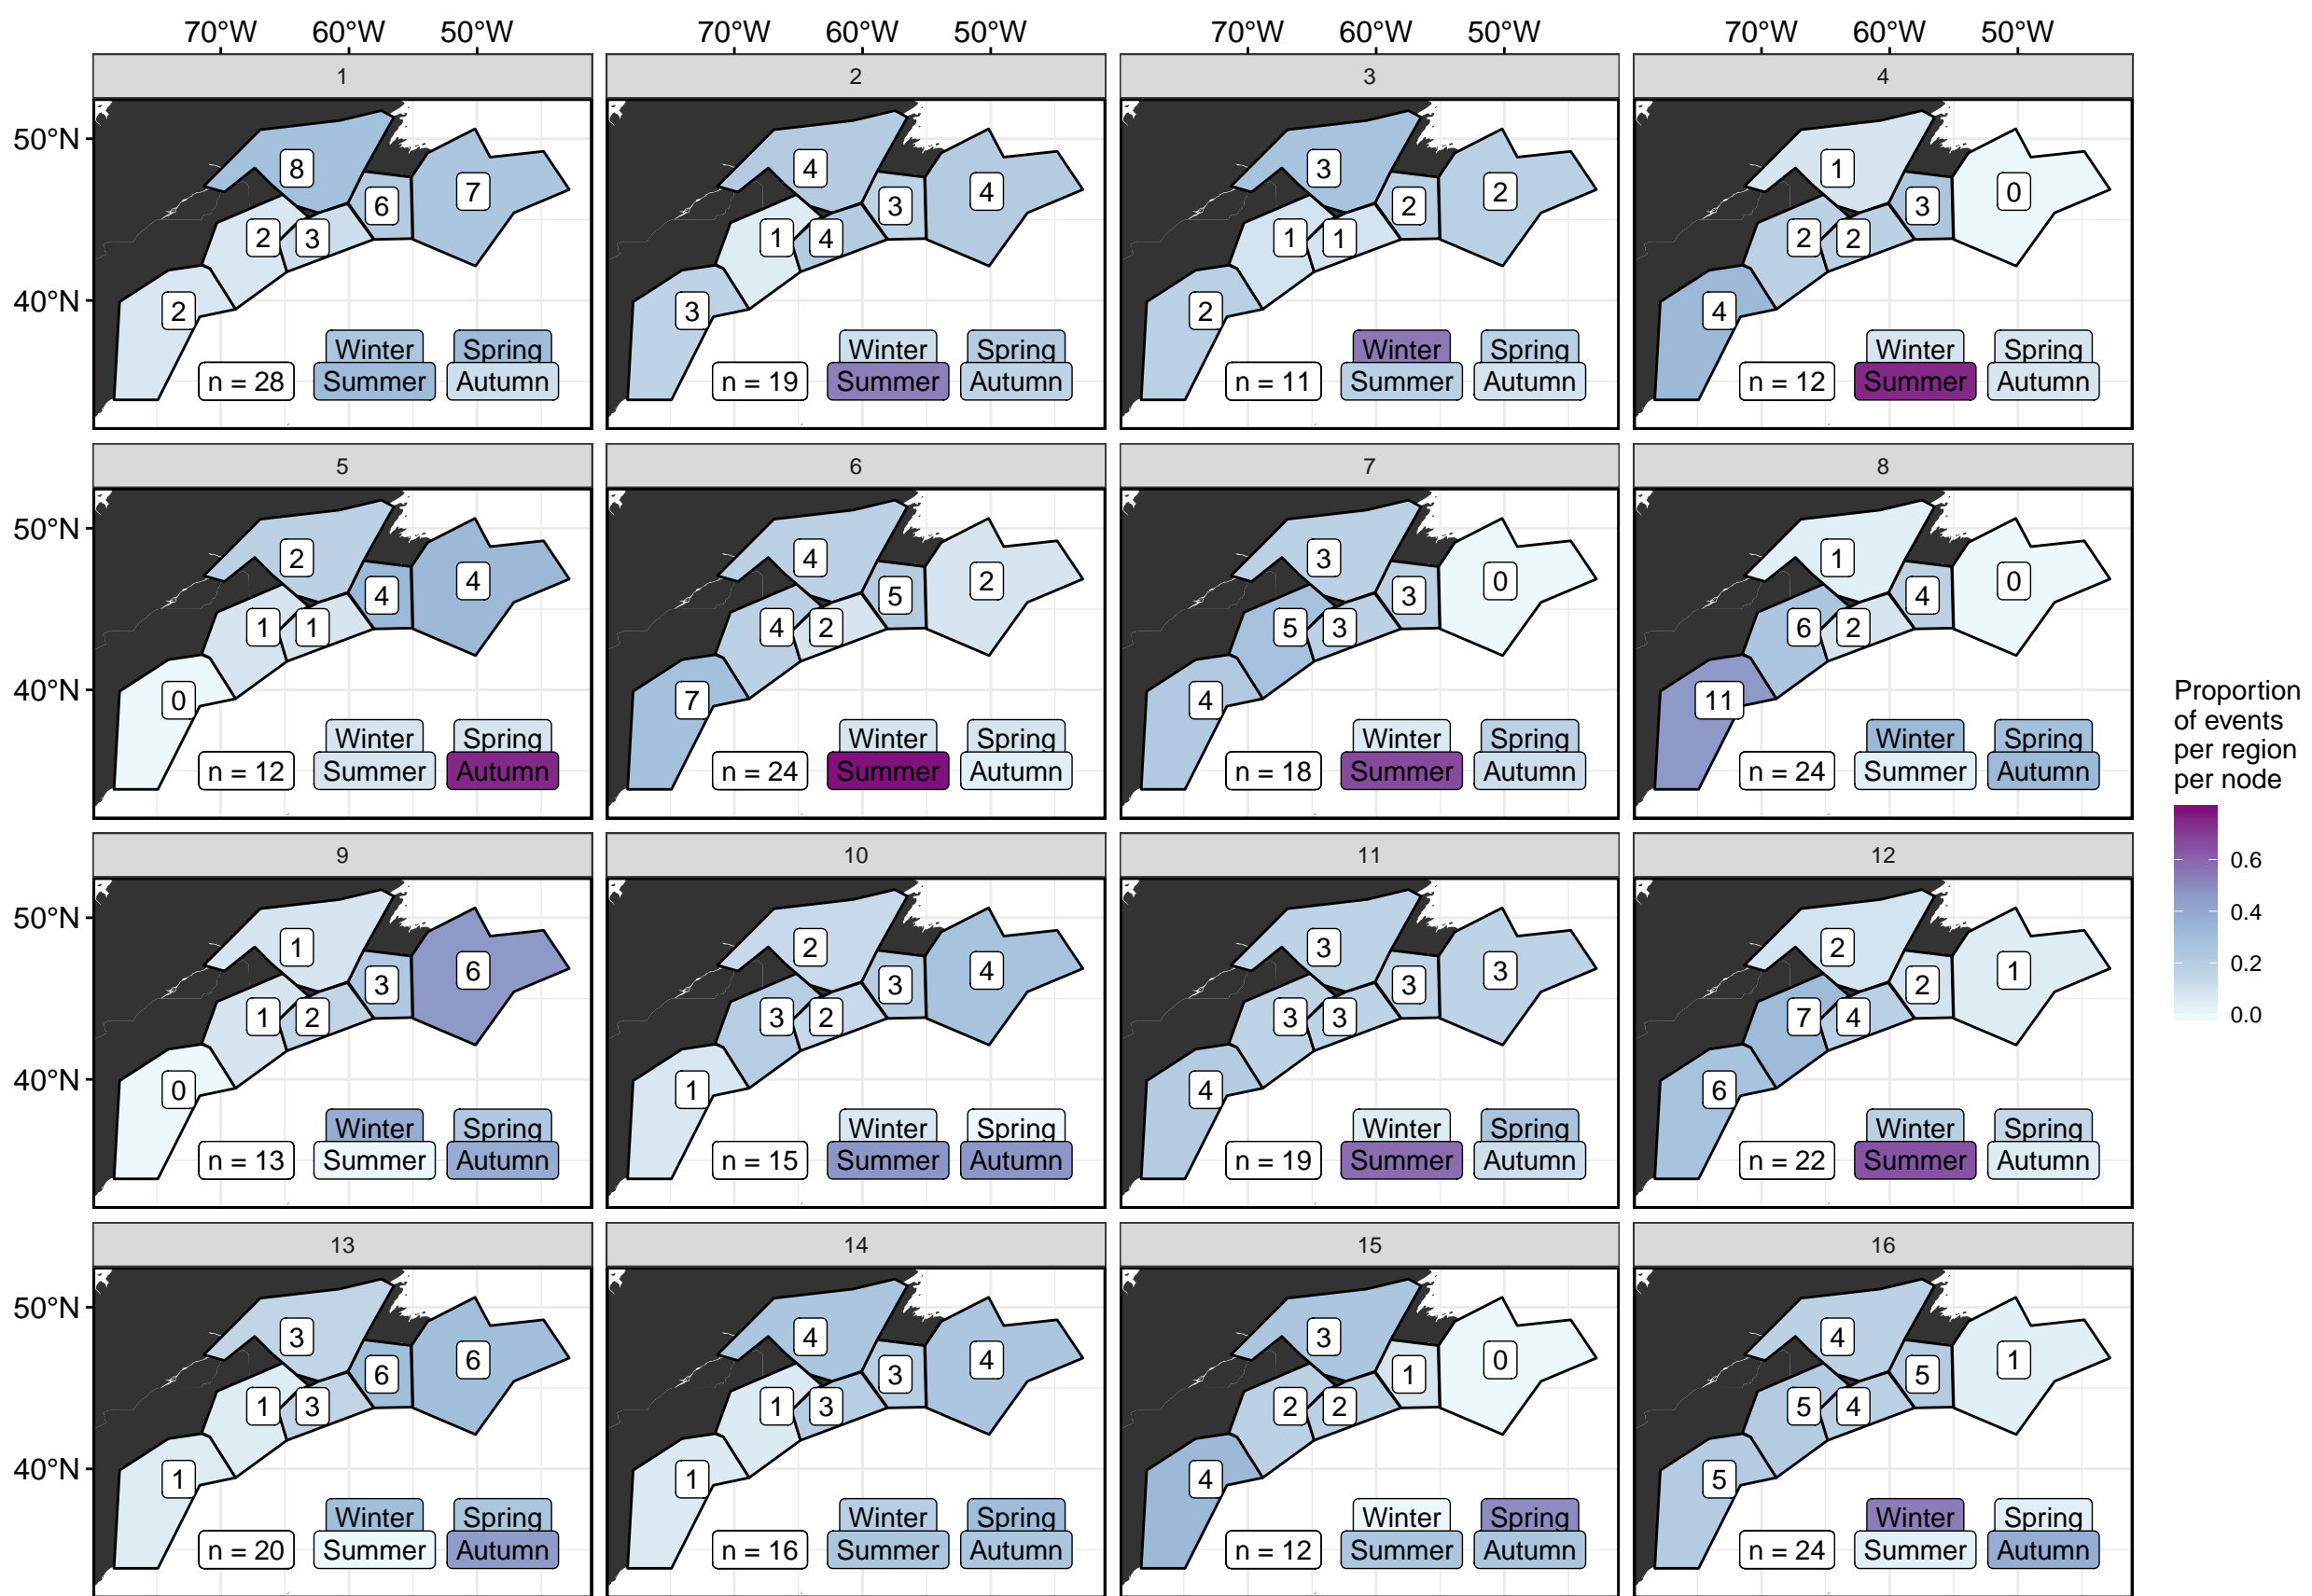 70°W 60°W 50°W 70°W 60°W 50°W 70°W 60°W 50°W 70°W 60°W 50°W
1 2 3 4
50°N
40°N
8
6
7
2
3
2
n = 28
Winter Spring
Summer Autumn
4
3
4
1
4
3
n = 19
Winter Spring
Summer Autumn
3
2
2
1
1
2
n = 11
Winter Spring
Summer Autumn
1
3
0
2
2
4
n = 12
Winter Spring
Summer Autumn
5 6 7 8
50°N
40°N
2
4
4
1
1
0
n = 12
Winter Spring
Summer Autumn
4
5
2
4
2
7
n = 24
Winter Spring
Summer Autumn
3
3
0
5
3
4
n = 18
Winter Spring
Summer Autumn
1
4
0
6
2
11
n = 24
Winter Spring
Summer Autumn
9 10 11 12
50°N
40°N
1
3
6
1
2
0
n = 13
Winter Spring
Summer Autumn
2
3
4
3
2
1
n = 15
Winter Spring
Summer Autumn
3
3
3
3
3
4
n = 19
Winter Spring
Summer Autumn
2
2
1
7
4
6
n = 22
Winter Spring
Summer Autumn
13 14 15 16
50°N
40°N
3
6
6
1
3
1
n = 20
Winter Spring
Summer Autumn
4
3
4
1
3
1
n = 16
Winter Spring
Summer Autumn
3
1
0
2
2
4
n = 12
Winter Spring
Summer Autumn
4
5
1
5
4
5
n = 24
Winter Spring
Summer Autumn
Proportion
of events
per region
per node
0.6
0.4
0.2
0.0